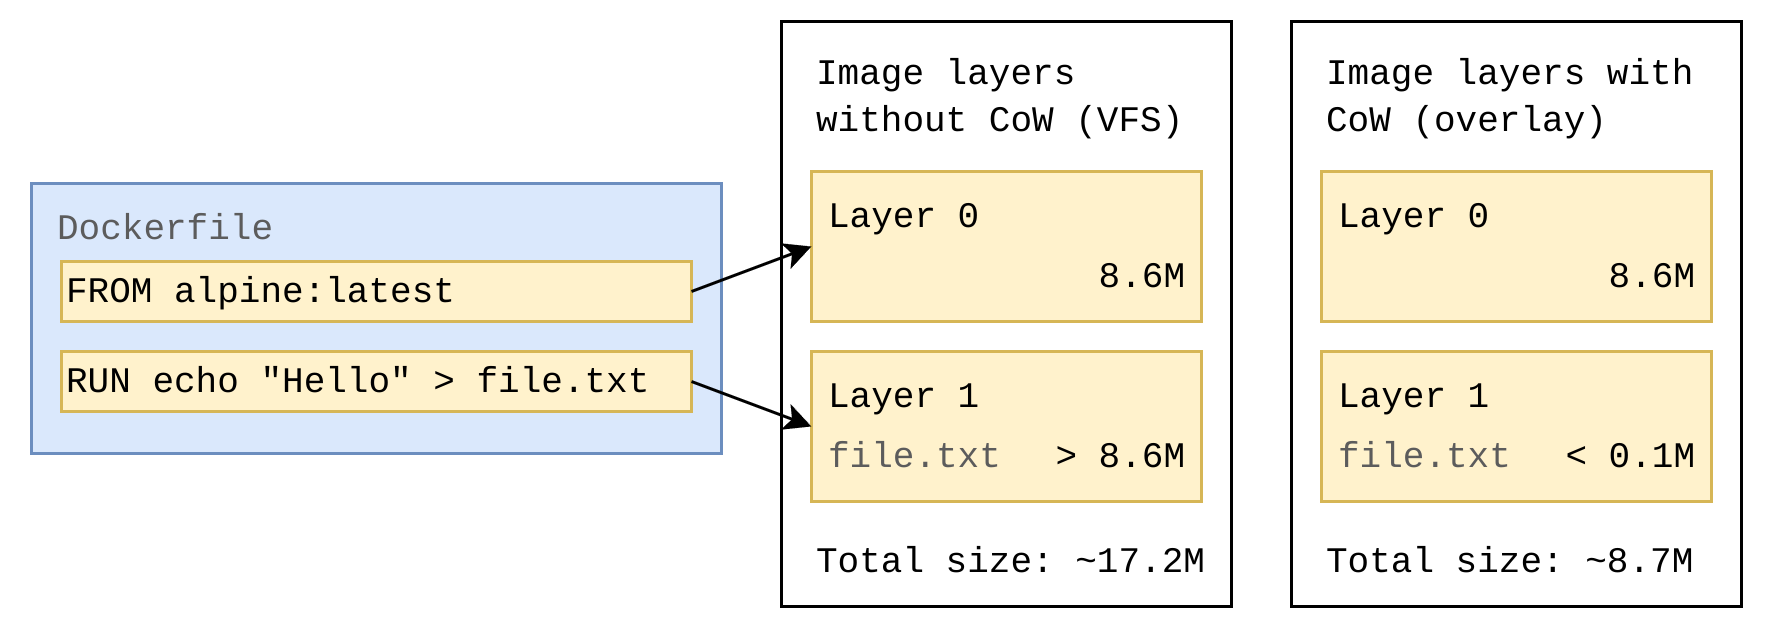 Dockerfile
FROM alpine:latest
RUN echo "Hello" > file.txt
Image layers
without CoW (VFS)
Layer 0
8.6M
Layer 1
file.txt > 8.6M
Total size: ~17.2M
Image layers with
CoW (overlay)
Layer 0
8.6M
Layer 1
file.txt < 0.1M
Total size: ~8.7M